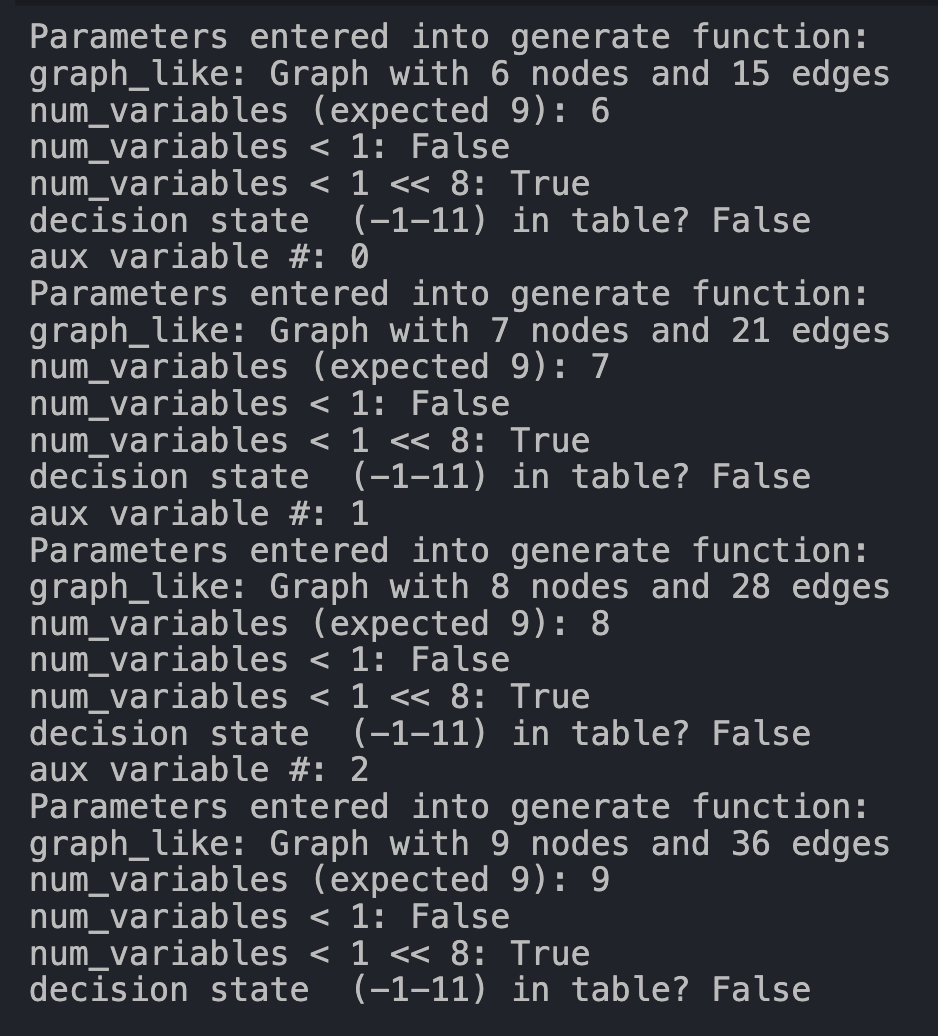 Parameters entered into generate function:
graph_like: Graph with 6 nodes and 15 edges
num_variables (expected 9): 6
num_variables < 1: False
num_variables < 1 << 8: True
decision state  (-1-11) in table? False
aux variable #: 0
Parameters entered into generate function:
graph_like: Graph with 7 nodes and 21 edges
num_variables (expected 9): 7
num_variables < 1: False
num_variables < 1 << 8: True
decision state  (-1-11) in table? False
aux variable #: 1
Parameters entered into generate function:
graph_like: Graph with 8 nodes and 28 edges
num_variables (expected 9): 8
num_variables < 1: False
num_variables < 1 << 8: True
decision state  (-1-11) in table? False
aux variable #: 2
Parameters entered into generate function:
graph_like: Graph with 9 nodes and 36 edges
num_variables (expected 9): 9
num_variables < 1: False
num_variables < 1 << 8: True
decision state  (-1-11) in table? False